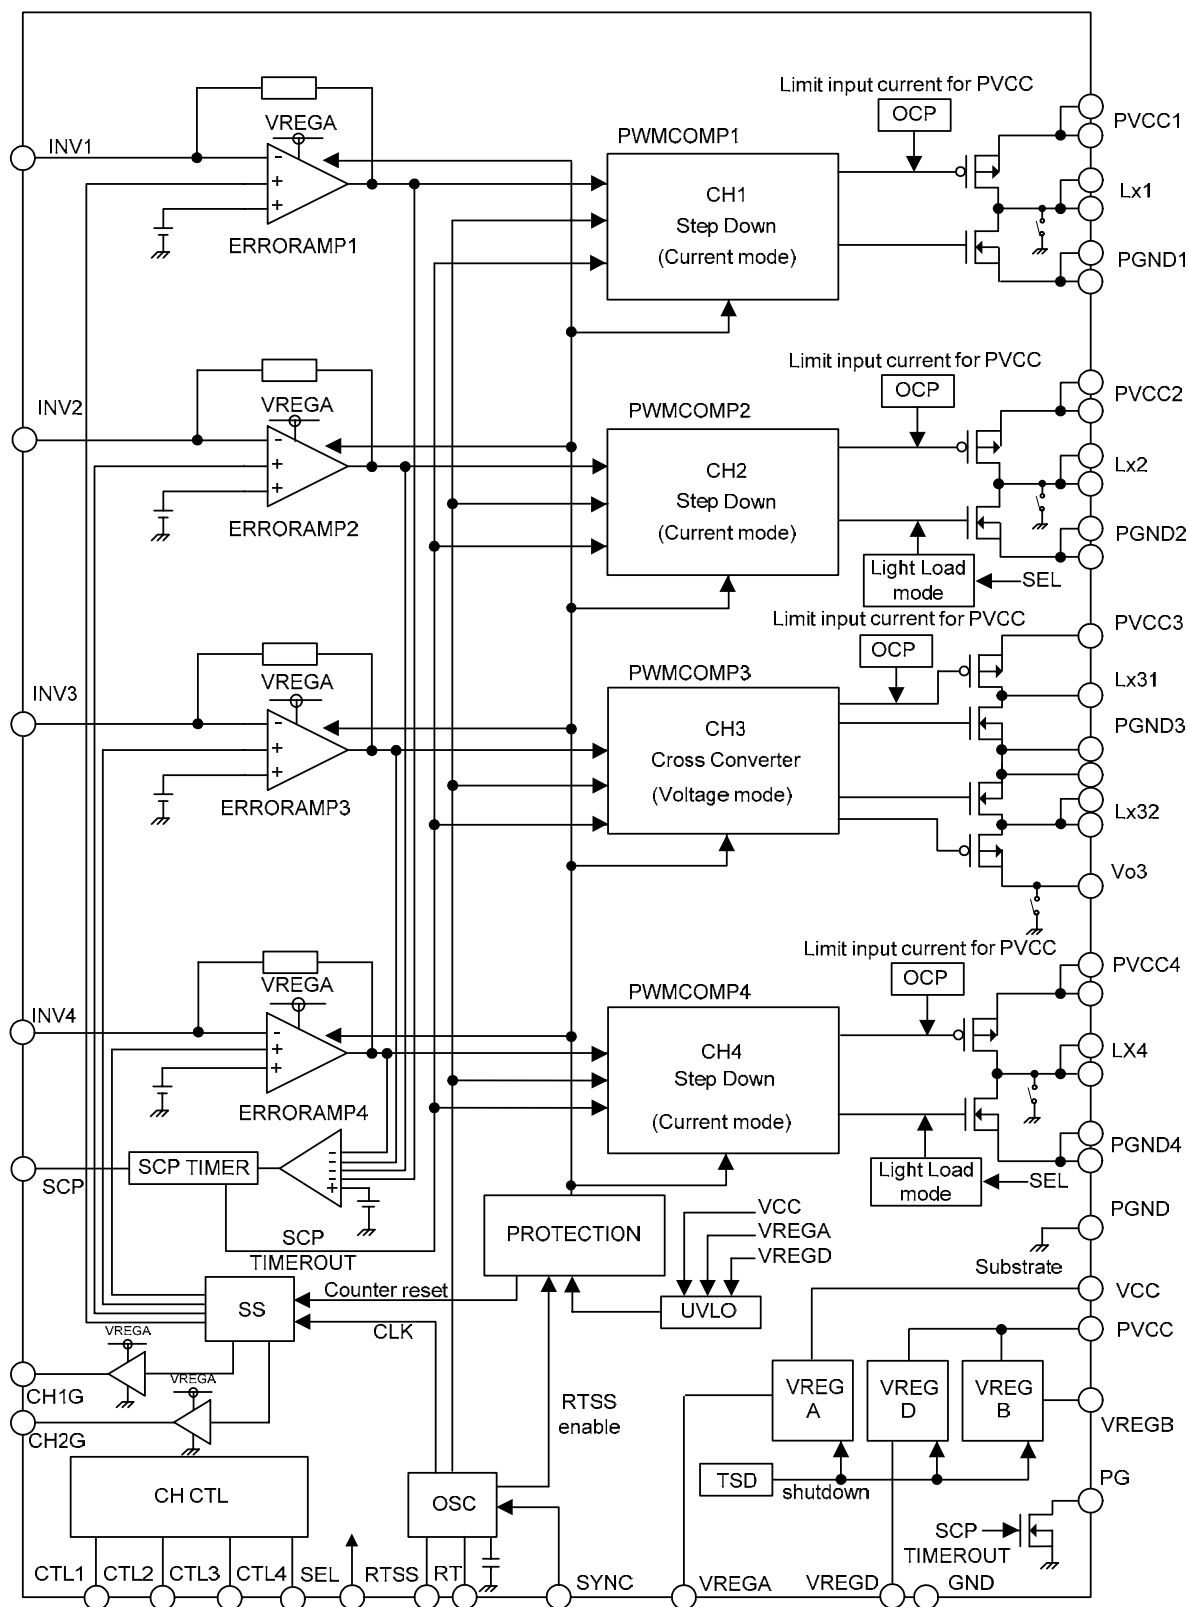 Limit input current for PVCC
OCP
PVCC1
INV1
VREGA
-
+
+
ERRORAMP1
PWMCOMP1
CH1
Step Down
(Current mode)
Lx1
PGND1
Limit input current for PVCC
OCP
PVCC2
INV2
VREGA
-
+
+
ERRORAMP2
PWMCOMP2
CH2
Step Down
(Current mode)
Lx2
PGND2
Light Load
mode
SEL
Limit input current for PVCC
OCP
PVCC3
INV3
VREGA
-
+
+
ERRORAMP3
PWMCOMP3
CH3
Cross Converter
(Voltage mode)
Lx31
PGND3
Lx32
Vo3
Limit input current for PVCC
OCP
PVCC4
INV4
VREGA
-
+
+
ERRORAMP4
PWMCOMP4
CH4
Step Down
(Current mode)
LX4
PGND4
Light Load
mode
SEL
SCP
SCP TIMER
-
-
-
-
+
SCP
TIMEROUT
PROTECTION
VCC
VREGA
VREGD
UVLO
PGND
Substrate
SS
Counter reset
CLK
VCC
PVCC
VREGA
CH1G
VREGA
CH2G
RTSS
enable
VREG
A
VREG
D
VREG
B
VREGB
TSD
shutdown
CH CTL
OSC
PG
SCP
TIMEROUT
CTL1
CTL2
CTL3
CTL4
SEL
RTSS
RT
SYNC
VREGA
VREGD
GND